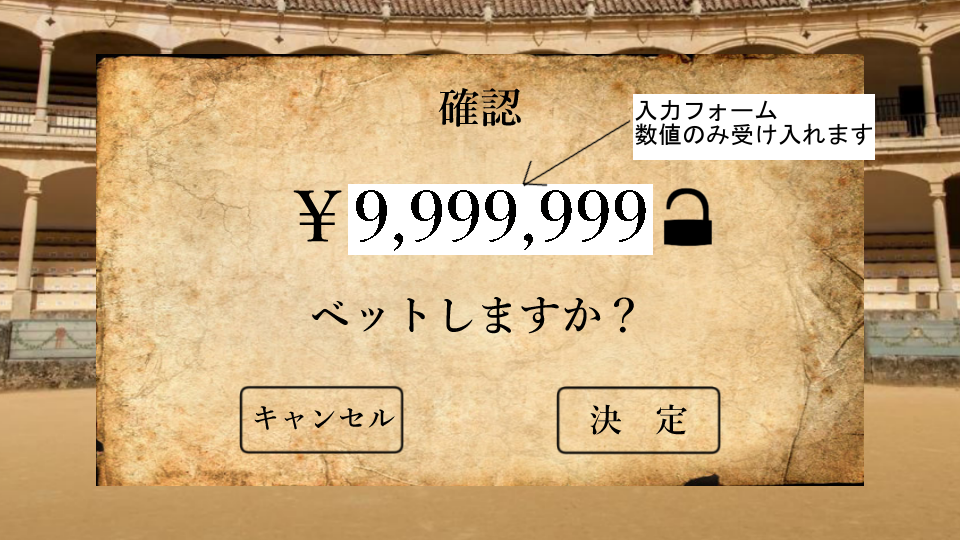 確認
入力フォーム
数値のみ受け入れます
￥9,999,999
ベットしますか？
キャンセル
決　定